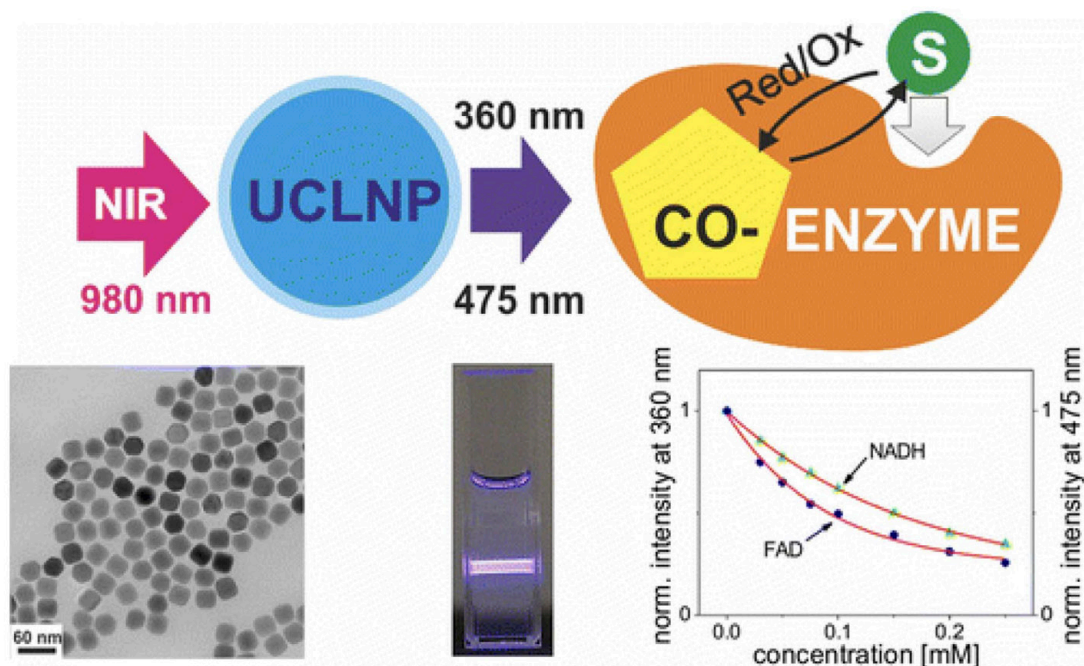 NIR
980 nm
UCLNP
360 nm
475 nm
Red/Ox
S
CO-
ENZYME
60 nm
norm. intensity at 360 nm
1
0
NADH
FAD
0.0
0.1
0.2
concentration [mM]
1
0
norm. intensity at 475 nm